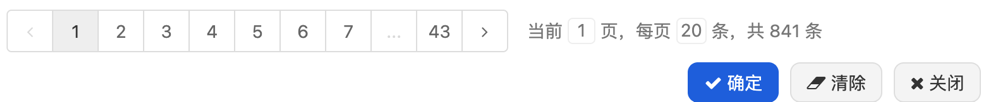 ‹ 1 2 3 4 5 6 7 ... 43 › 当前 1 页，每页 20 条，共 841 条
确定 清除 关闭